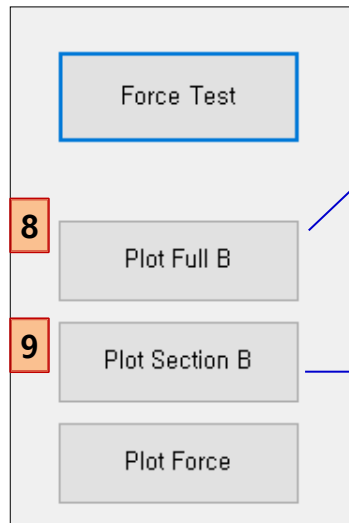 Force Test
8
Plot Full B
9
Plot Section B
Plot Force